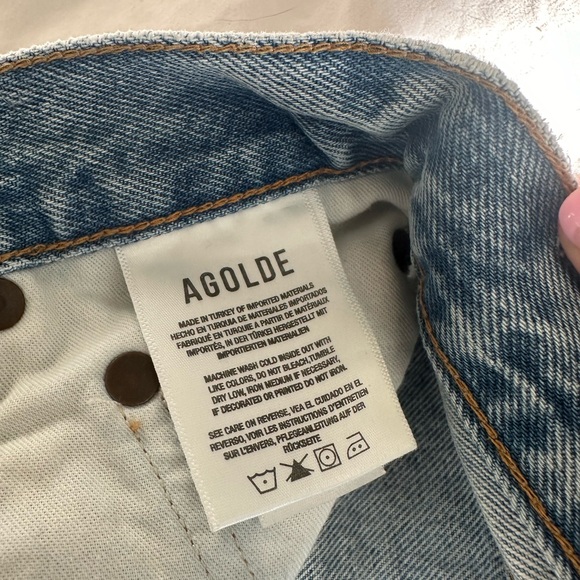 AGOLDE
MADE IN TURKEY OF IMPORTED MATERIALS
HECHO EN TURQUIA DE MATERIALES IMPORTADOS
FABRIQUÉ EN TURQUIE A PARTIR DE MATÉRIAUX
IMPORTÉS, IN DER TÜRKEI HERGESTELLT MIT
IMPORTIERTEN MATERIALIEN
MACHINE WASH COLD INSIDE OUT WITH
LIKE COLORS, DO NOT BLEACH, TUMBLE
DRY LOW, IRON MEDIUM IF NECESSARY.
IF DECORATED OR PRINTED DO NOT IRON.
SEE CARE ON REVERSE, VEA EL CUIDADO EN EL
REVERSO, VOIR LES INSTRUCTIONS D'ENTRETIEN
SUR L'ENVERS, PFLEGEANLEITUNG AUF DER
RÜCKSEITE